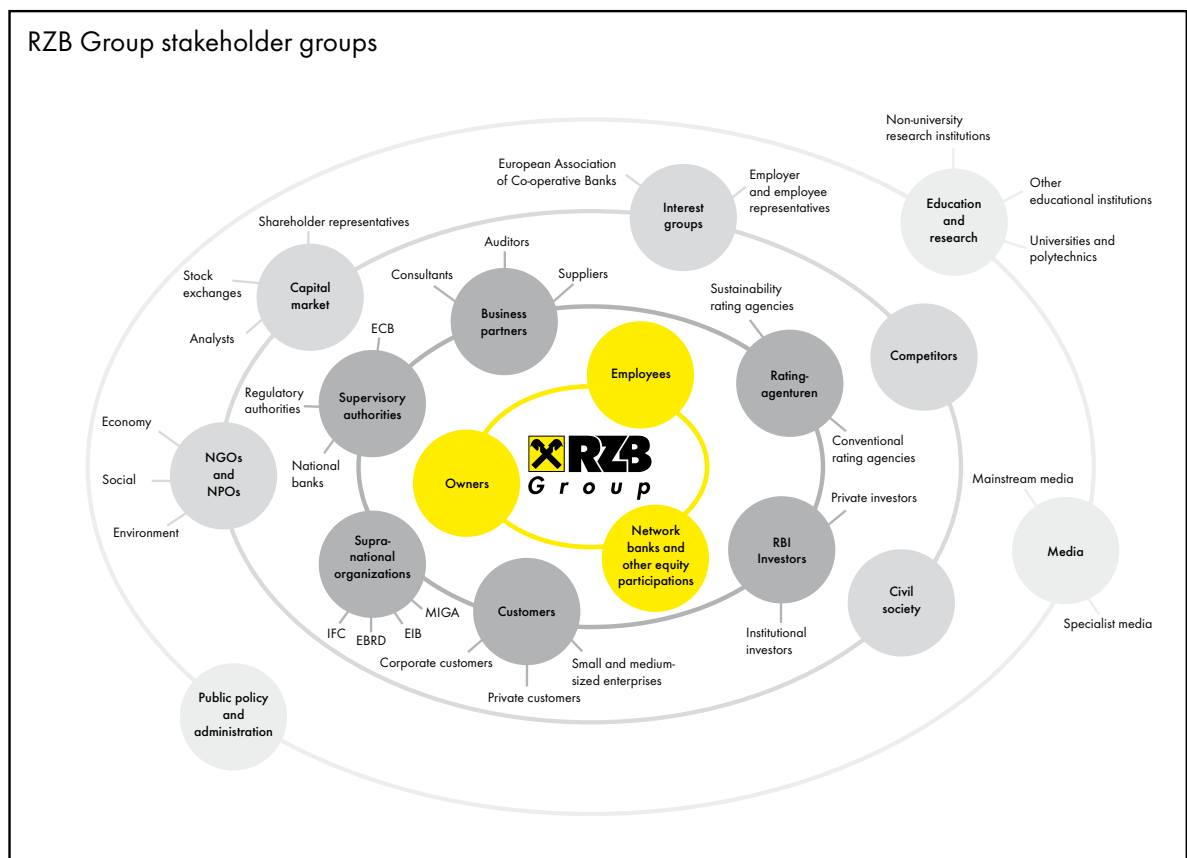 RZB Group stakeholder groups
Non-university
research institutions
European Association
of Co-operative Banks
Employer
and employee
representatives
Interest
groups
Education
and
research
Other
educational institutions
Universities and
polytechnics
Shareholder representatives
Stock
exchanges
Capital
market
Analysts
Auditors
Consultants
Suppliers
Business
partners
Sustainability
rating agencies
ECB
Regulatory
authorities
Supervisory
authorities
National
banks
Employees
Rating-
agenturen
Conventional
rating agencies
Competitors
Economy
Social
Environment
NGOs
and
NPOs
Owners
RZB
Group
Network
banks and
other equity
participations
Private investors
RBI
Investors
Institutional
investors
Mainstream media
Media
Specialist media
Supra-
national
organizations
MIGA
IFC
EBRD
EIB
Customers
Corporate customers
Private customers
Small and medium-
sized enterprises
Civil
society
Public policy
and
administration